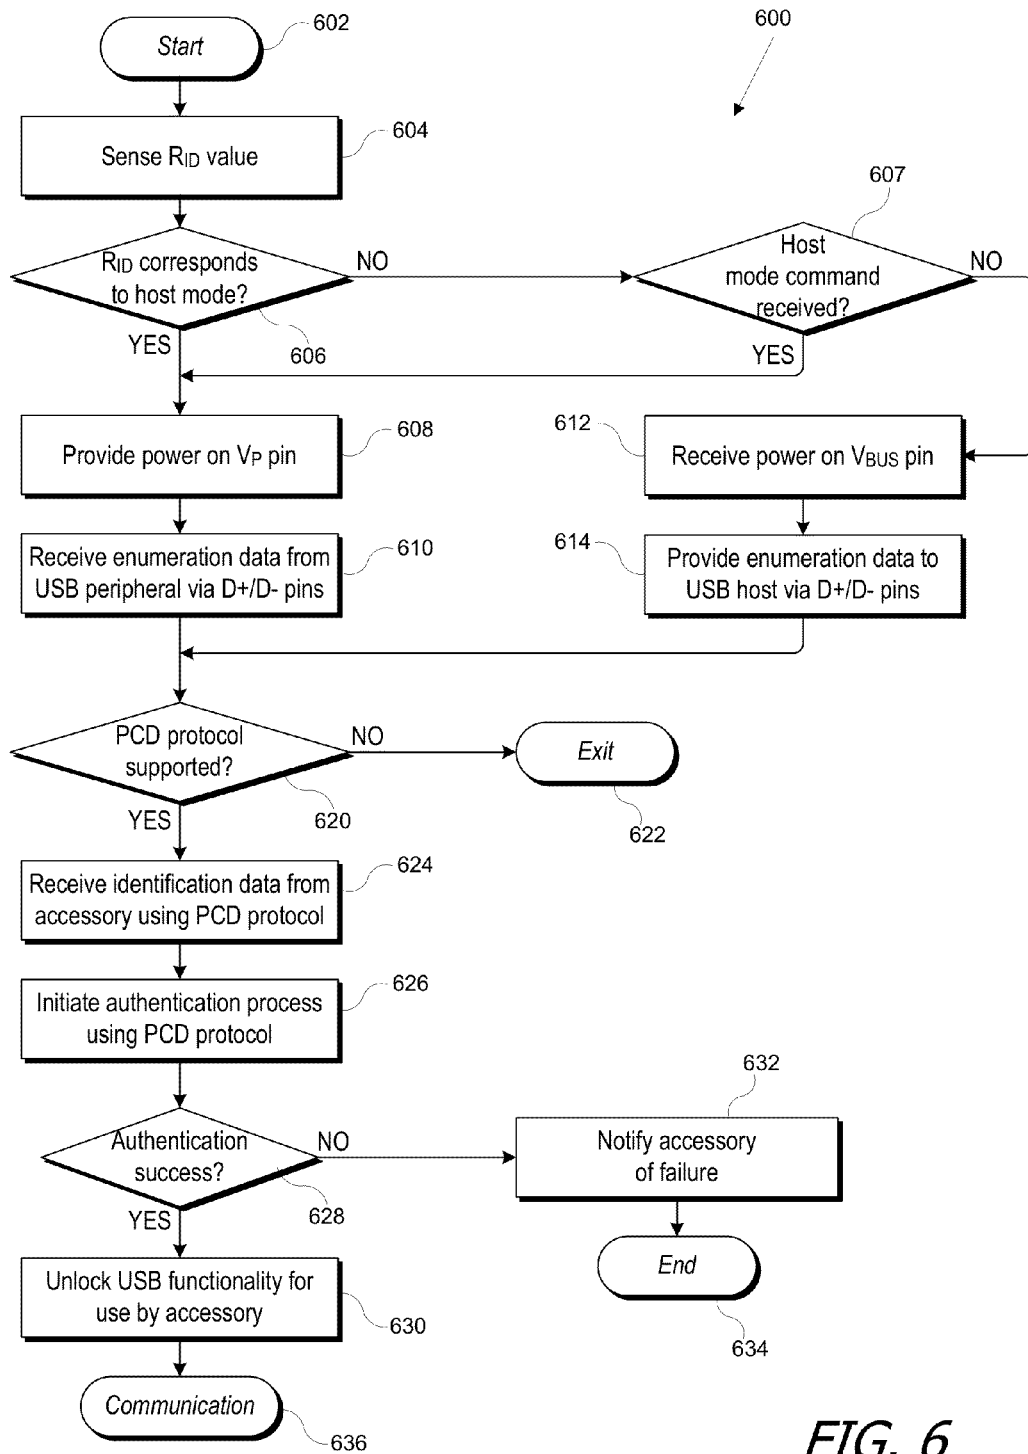 602
Start
600
604
Sense RID value
607
RID corresponds
to host mode?
NO
Host
mode command
received?
NO
606
YES
YES
608
Provide power on VP pin
612
Receive power on VBUS pin
610
Receive enumeration data from
USB peripheral via D+/D- pins
614
Provide enumeration data to
USB host via D+/D- pins
PCD protocol
supported?
NO
Exit
620
622
YES
624
Receive identification data from
accessory using PCD protocol
626
Initiate authentication process
using PCD protocol
632
Authentication
success?
NO
Notify accessory
of failure
628
YES
End
634
Unlock USB functionality for
use by accessory
630
Communication
636
FIG. 6